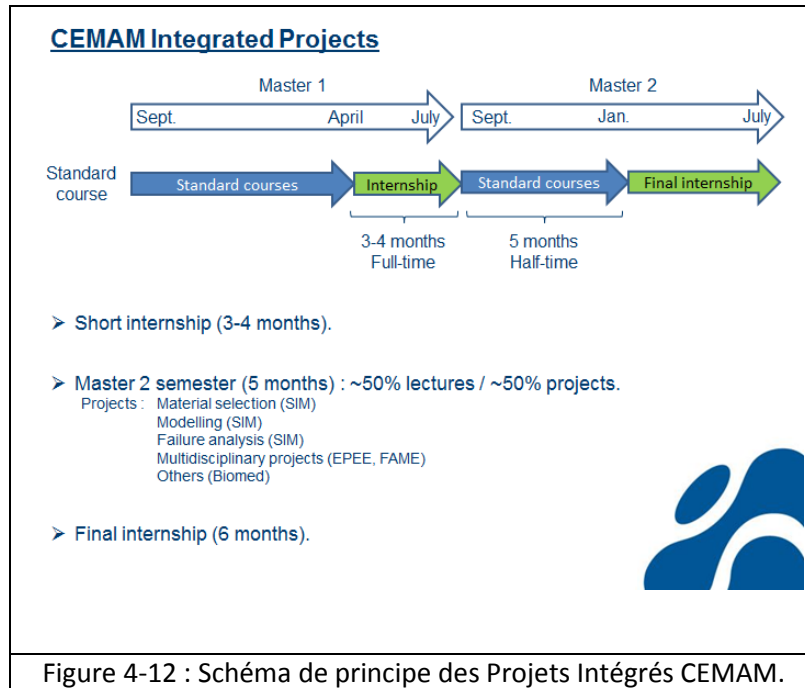 CEMAM Integrated Projects
Master 1
Master 2
Sept. April July Sept. Jan. July
Standard
course
Standard courses Internship Standard courses Final internship
3-4 months
Full-time
5 months
Half-time
➤ Short internship (3-4 months).
➤ Master 2 semester (5 months) : ~50% lectures / ~50% projects.
Projects : Material selection (SIM)
Modelling (SIM)
Failure analysis (SIM)
Multidisciplinary projects (EPEE, FAME)
Others (Biomed)
➤ Final internship (6 months).
Figure 4-12 : Schéma de principe des Projets Intégrés CEMAM.